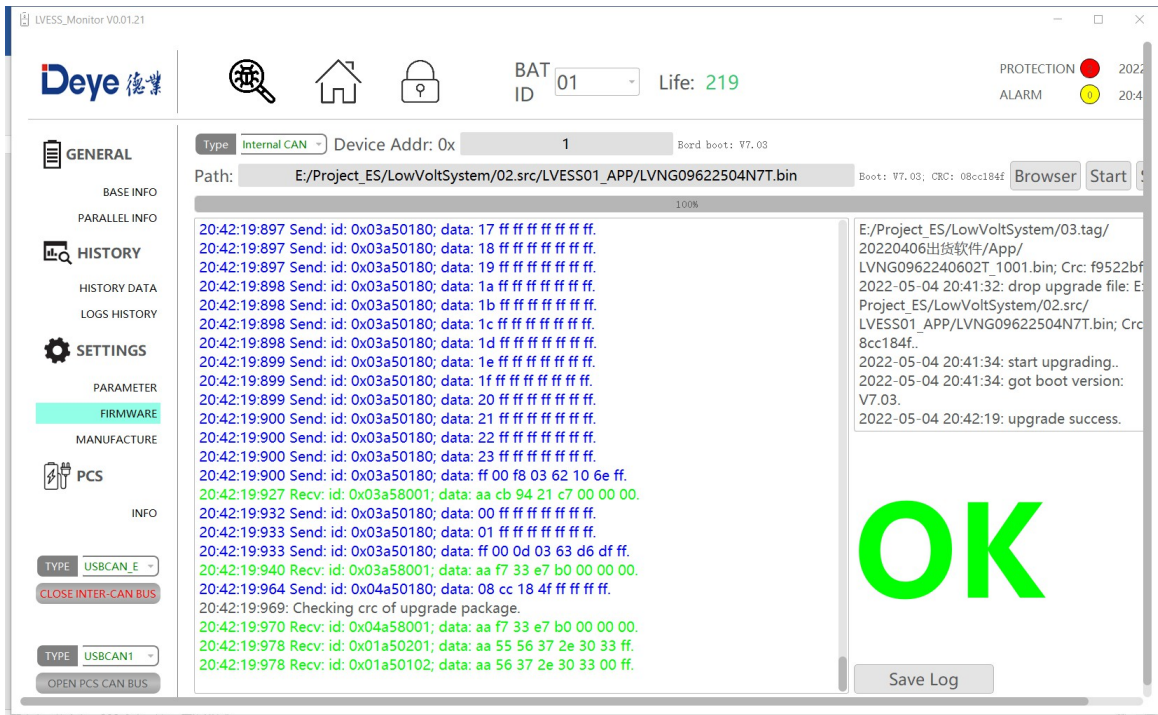 LVESS_Monitor V0.01.21
Deye 德業
BAT ID 01 Life: 219
PROTECTION 2022
ALARM 0 20:4
GENERAL
BASE INFO
PARALLEL INFO
HISTORY
HISTORY DATA
LOGS HISTORY
SETTINGS
PARAMETER
FIRMWARE
MANUFACTURE
PCS
INFO
TYPE USBCAN_E
CLOSE INTER-CAN BUS
TYPE USBCAN1
OPEN PCS CAN BUS
Type Internal CAN Device Addr: 0x 1 Bord boot: V7.03
Path: E:/Project_ES/LowVoltSystem/02.src/LVESS01_APP/LVNG09622504N7T.bin Boot: V7.03; CRC: 08cc184f Browser Start
100%
20:42:19:897 Send: id: 0x03a50180; data: 17 ff ff ff ff ff ff ff.
20:42:19:897 Send: id: 0x03a50180; data: 18 ff ff ff ff ff ff ff.
20:42:19:897 Send: id: 0x03a50180; data: 19 ff ff ff ff ff ff ff.
20:42:19:898 Send: id: 0x03a50180; data: 1a ff ff ff ff ff ff ff.
20:42:19:898 Send: id: 0x03a50180; data: 1b ff ff ff ff ff ff ff.
20:42:19:898 Send: id: 0x03a50180; data: 1c ff ff ff ff ff ff ff.
20:42:19:898 Send: id: 0x03a50180; data: 1d ff ff ff ff ff ff ff.
20:42:19:899 Send: id: 0x03a50180; data: 1e ff ff ff ff ff ff ff.
20:42:19:899 Send: id: 0x03a50180; data: 1f ff ff ff ff ff ff ff.
20:42:19:899 Send: id: 0x03a50180; data: 20 ff ff ff ff ff ff ff.
20:42:19:900 Send: id: 0x03a50180; data: 21 ff ff ff ff ff ff ff.
20:42:19:900 Send: id: 0x03a50180; data: 22 ff ff ff ff ff ff ff.
20:42:19:900 Send: id: 0x03a50180; data: 23 ff ff ff ff ff ff ff.
20:42:19:900 Send: id: 0x03a50180; data: ff 00 f8 03 62 10 6e ff.
20:42:19:927 Recv: id: 0x03a58001; data: aa cb 94 21 c7 00 00 00.
20:42:19:932 Send: id: 0x03a50180; data: 00 ff ff ff ff ff ff ff.
20:42:19:933 Send: id: 0x03a50180; data: 01 ff ff ff ff ff ff ff.
20:42:19:933 Send: id: 0x03a50180; data: ff 00 0d 03 63 d6 df ff.
20:42:19:940 Recv: id: 0x03a58001; data: aa f7 33 e7 b0 00 00 00.
20:42:19:964 Send: id: 0x04a50180; data: 08 cc 18 4f ff ff ff ff.
20:42:19:969: Checking crc of upgrade package.
20:42:19:970 Recv: id: 0x04a58001; data: aa f7 33 e7 b0 00 00 00.
20:42:19:978 Recv: id: 0x01a50201; data: aa 55 56 37 2e 30 33 ff.
20:42:19:978 Recv: id: 0x01a50102; data: aa 56 37 2e 30 33 00 ff.
E:/Project_ES/LowVoltSystem/03.tag/
20220406出货软件/App/
LVNG0962240602T_1001.bin; Crc: f9522bf
2022-05-04 20:41:32: drop upgrade file: E:
Project_ES/LowVoltSystem/02.src/
LVESS01_APP/LVNG09622504N7T.bin; Crc
8cc184f..
2022-05-04 20:41:34: start upgrading..
2022-05-04 20:41:34: got boot version:
V7.03.
2022-05-04 20:42:19: upgrade success.
OK
Save Log